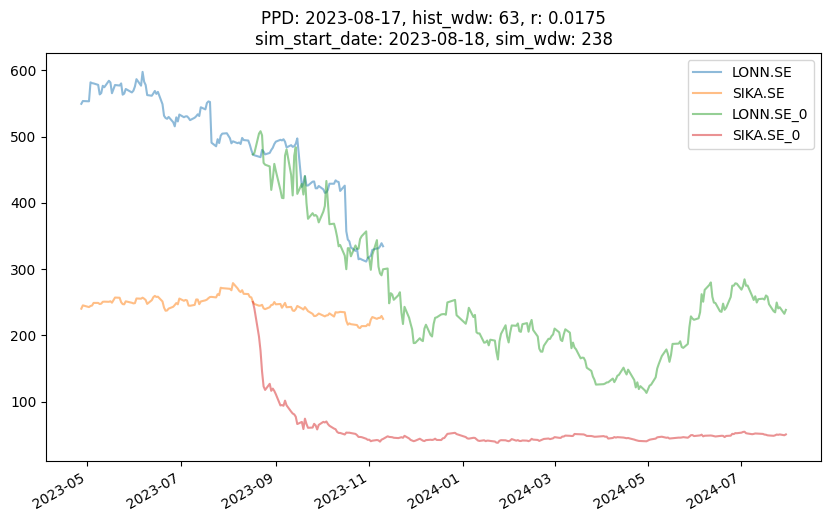 PPD: 2023-08-17, hist_wdw: 63, r: 0.0175
sim_start_date: 2023-08-18, sim_wdw: 238
LONN.SE
SIKA.SE
LONN.SE_0
SIKA.SE_0
600
500
400
300
200
100
2023-05
2023-07
2023-09
2023-11
2024-01
2024-03
2024-05
2024-07